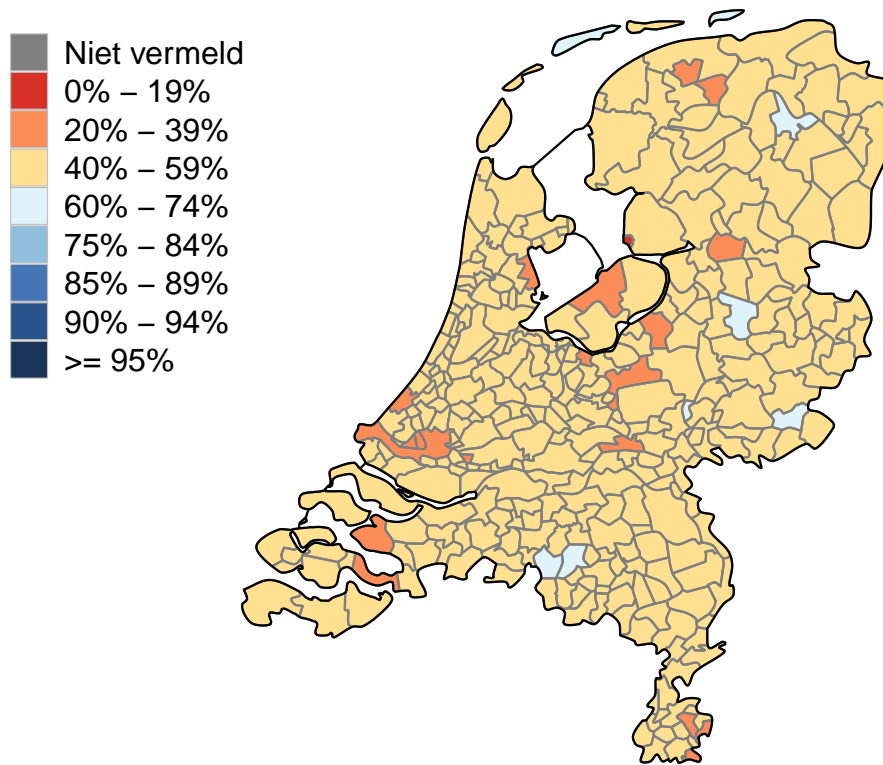 Niet vermeld
0% – 19%
20% – 39%
40% – 59%
60% – 74%
75% – 84%
85% – 89%
90% – 94%
>= 95%